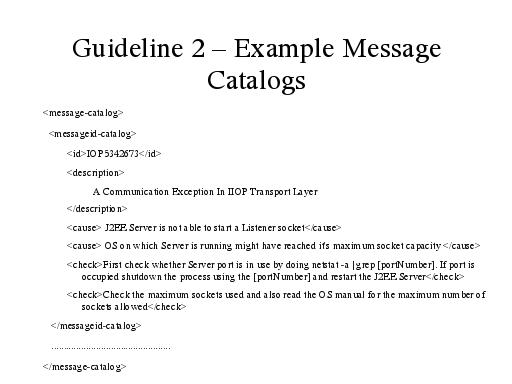 Guideline 2 – Example Message
Catalogs
<message-catalog>
<messageid-catalog>
<id>IOP5342673</id>
<description>
A Communication Exception In IIOP Transport Layer
</description>
<cause> J2EE Server is not able to start a Listener socket</cause>
<cause> OS on which Server is running might have reached it's maximum socket capacity </cause>
<check>First check whether Server port is in use by doing netstat -a |grep [portNumber]. If port is
occupied shutdown the process using the [portNumber] and restart the J2EE Server</check>
<check>Check the maximum sockets used and also read the OS manual for the maximum number of
sockets allowed</check>
</messageid-catalog>
................................................
</message-catalog>